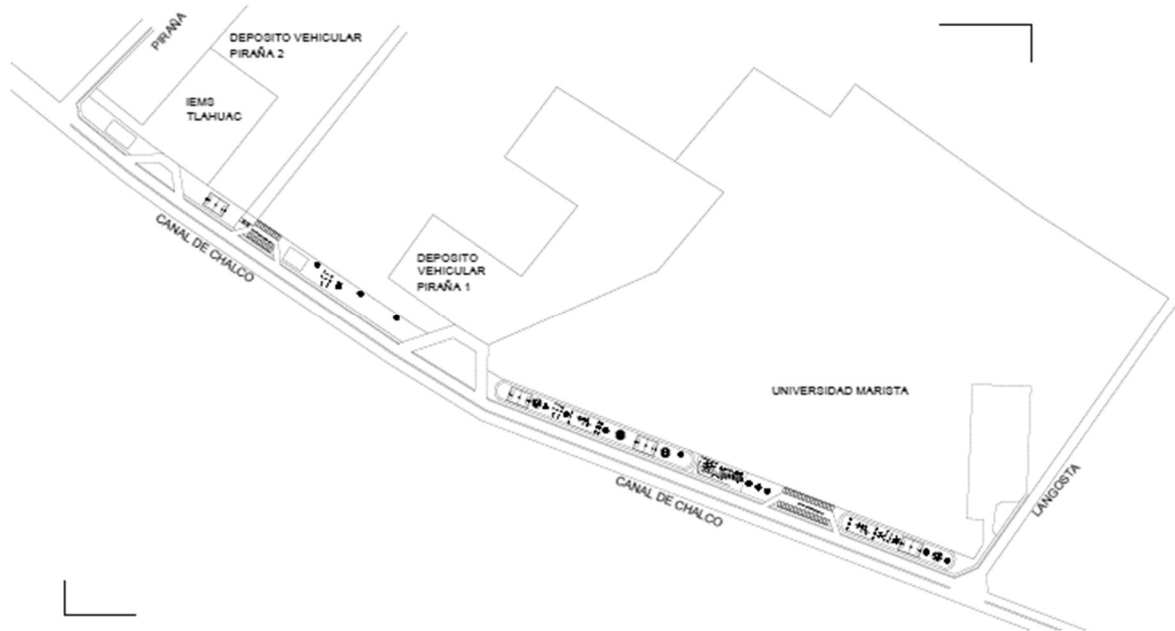 PIRAÑA
DEPOSITO VEHICULAR
PIRAÑA 2
IEMS
TLAHUAC
CANAL DE CHALCO
DEPOSITO
VEHICULAR
PIRAÑA 1
UNIVERSIDAD MARISTA
CANAL DE CHALCO
LANGOSTA